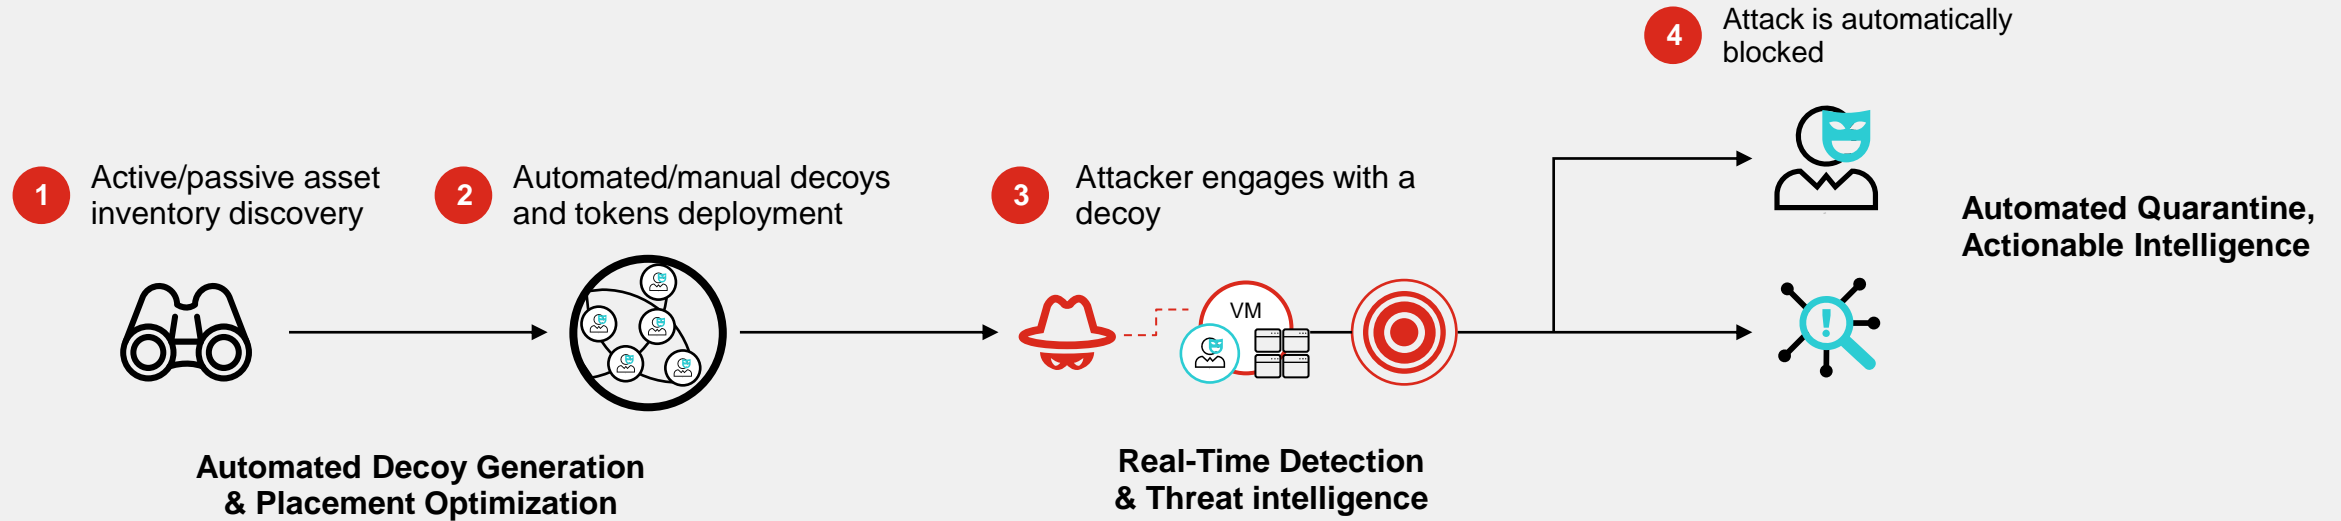 1
Active/passive asset
inventory discovery
2
Automated/manual decoys
and tokens deployment
3
Attacker engages with a
decoy
4
Attack is automatically
blocked
VM
!
Automated Decoy Generation
& Placement Optimization
Real-Time Detection
& Threat intelligence
Automated Quarantine,
Actionable Intelligence